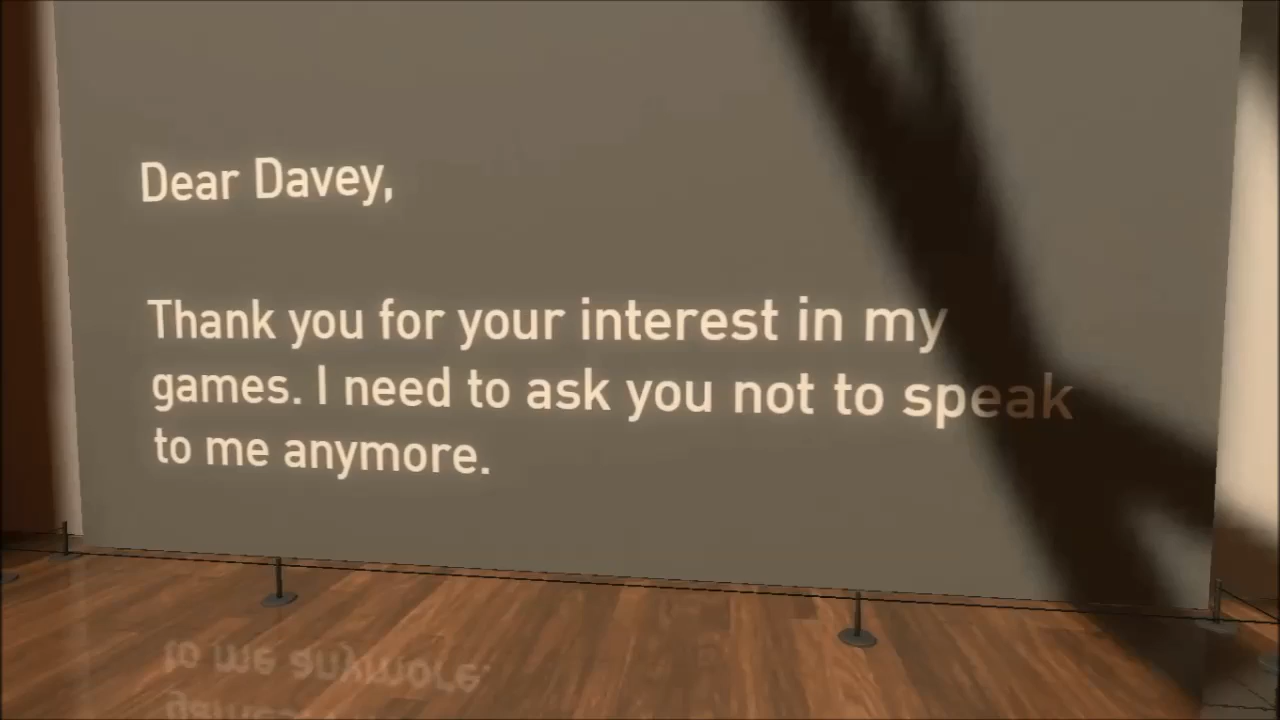 Dear Davey,
Thank you for your interest in my
games. I need to ask you not to speak
to me anymore.